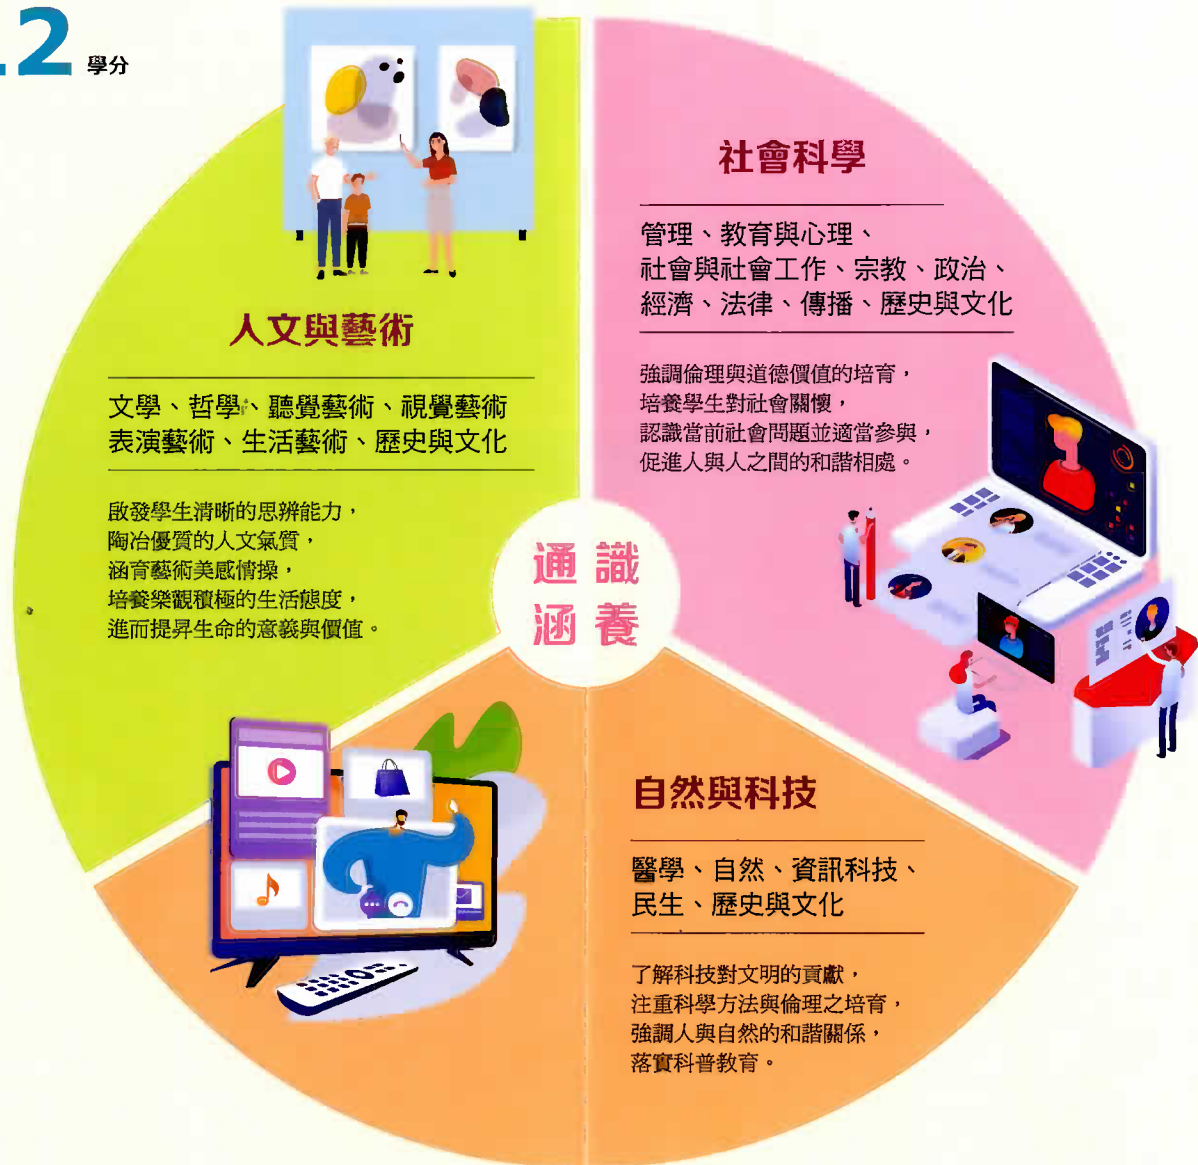 2 學分
人文與藝術
文學、哲學、聽覺藝術、視覺藝術
表演藝術、生活藝術、歷史與文化
啟發學生清晰的思辨能力，
陶冶優質的人文氣質，
涵育藝術美感情操，
培養樂觀積極的生活態度，
進而提昇生命的意義與價值。
社會科學
管理、教育與心理、
社會與社會工作、宗教、政治、
經濟、法律、傳播、歷史與文化
強調倫理與道德價值的培育，
培養學生對社會關懷，
認識當前社會問題並適當參與，
促進人與人之間的和諧相處。
通識
涵養
自然與科技
醫學、自然、資訊科技、
民生、歷史與文化
了解科技對文明的貢獻，
注重科學方法與倫理之培育，
強調人與自然的和諧關係，
落實科普教育。